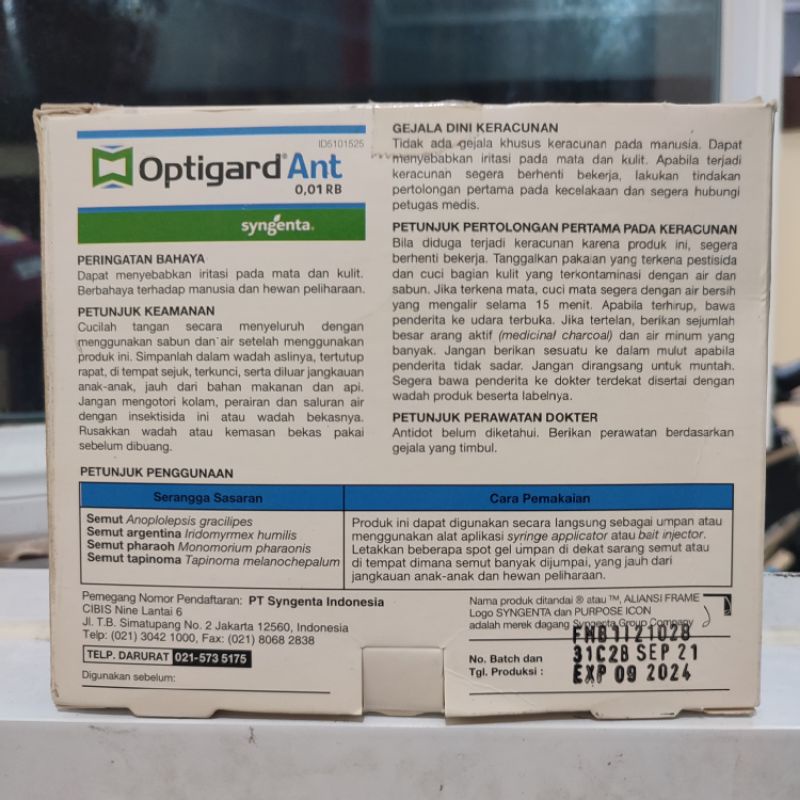 ID5101525
Optigard® Ant
0,01 RB
syngenta.
PERINGATAN BAHAYA
Dapat menyebabkan iritasi pada mata dan kulit.
Berbahaya terhadap manusia dan hewan peliharaan.
PETUNJUK KEAMANAN
Cucilah tangan secara menyeluruh dengan
menggunakan sabun dan air setelah menggunakan
produk ini. Simpanlah dalam wadah aslinya, tertutup
rapat, di tempat sejuk, terkunci, serta diluar jangkauan
anak-anak, jauh dari bahan makanan dan api.
Jangan mengotori kolam, perairan dan saluran air
dengan insektisida ini atau wadah bekasnya.
Rusakkan wadah atau kemasan bekas pakai
sebelum dibuang.
GEJALA DINI KERACUNAN
Tidak ada gejala khusus keracunan pada manusia. Dapat
menyebabkan iritasi pada mata dan kulit. Apabila terjadi
keracunan segera berhenti bekerja, lakukan tindakan
pertolongan pertama pada kecelakaan dan segera hubungi
petugas medis.
PETUNJUK PERTOLONGAN PERTAMA PADA KERACUNAN
Bila diduga terjadi keracunan karena produk ini, segera
berhenti bekerja. Tanggalkan pakaian yang terkena pestisida
dan cuci bagian kulit yang terkontaminasi dengan air dan
sabun. Jika terkena mata, cuci mata segera dengan air bersih
yang mengalir selama 15 menit. Apabila terhirup, bawa
penderita ke udara terbuka. Jika tertelan, berikan sejumlah
besar arang aktif (medicinal charcoal) dan air minum yang
banyak. Jangan berikan sesuatu ke dalam mulut apabila
penderita tidak sadar. Jangan dirangsang untuk muntah.
Segera bawa penderita ke dokter terdekat disertai dengan
wadah produk beserta labelnya.
PETUNJUK PERAWATAN DOKTER
Antidot belum diketahui. Berikan perawatan berdasarkan
gejala yang timbul.
PETUNJUK PENGGUNAAN
Serangga Sasaran
Semut Anoplolepsis gracilipes
Semut argentina Iridomyrmex humilis
Semut pharaoh Monomorium pharaonis
Semut tapinoma Tapinoma melanochepalum
Cara Pemakaian
Produk ini dapat digunakan secara langsung sebagai umpan atau
menggunakan alat aplikasi syringe applicator atau bait injector.
Letakkan beberapa spot gel umpan di dekat sarang semut atau
di tempat dimana semut banyak dijumpai, yang jauh dari
jangkauan anak-anak dan hewan peliharaan.
Pemegang Nomor Pendaftaran: PT Syngenta Indonesia
CIBIS Nine Lantai 6
Jl. T.B. Simatupang No. 2 Jakarta 12560, Indonesia
Telp: (021) 3042 1000, Fax: (021) 8068 2838
TELP. DARURAT 021-573 5175
Digunakan sebelum:
Nama produk ditandai ® atau ™, ALIANSI FRAME
Logo SYNGENTA dan PURPOSE ICON
adalah merek dagang Syngenta Group Company
No. Batch dan
Tgl. Produksi :
FMB1121028
31C2B SEP 21
EXP 09 2024